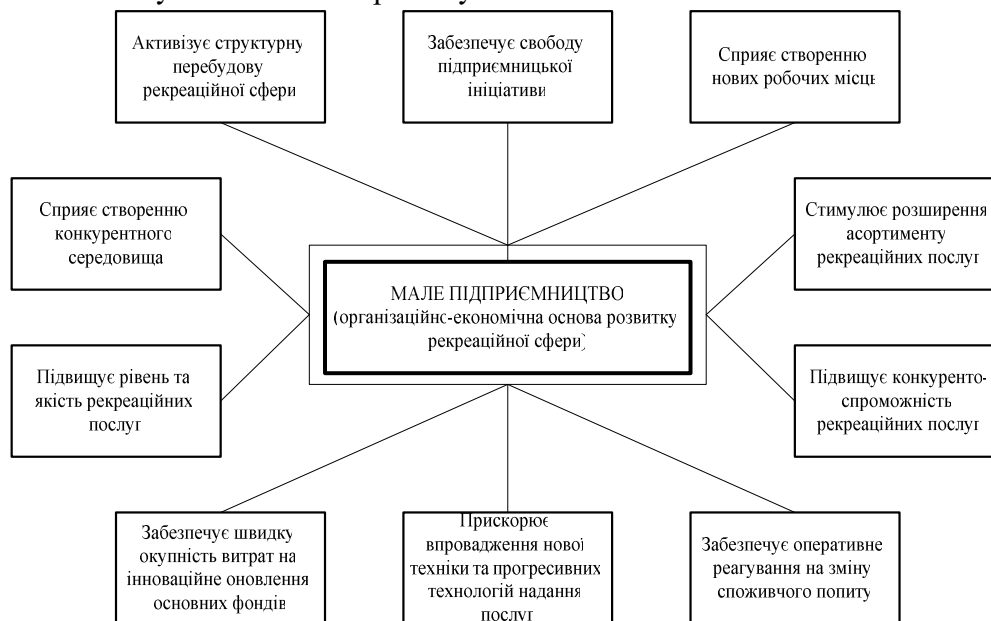 Активізує структурну
перебудову
рекреаційної сфери
Забезпечує свободу
підприємницької
ініціативи
Сприяє створенню
нових робочих місць
Сприяє створенню
конкурентного
середовища
Стимулює розширення
асортименту
рекреаційних послуг
МАЛЕ ПІДПРИЄМНИЦТВО
(організаційно-економічна основа розвитку
рекреаційної сфери)
Підвищує рівень та
якість рекреаційних
послуг
Підвищує конкуренто-
спроможність
рекреаційних послуг
Забезпечує швидку
окупність витрат на
інноваційне оновлення
основних фондів
Прискорює
впровадження нової
техніки та прогресивних
технологій надання
послуг
Забезпечує оперативне
реагування на зміну
споживчого попиту